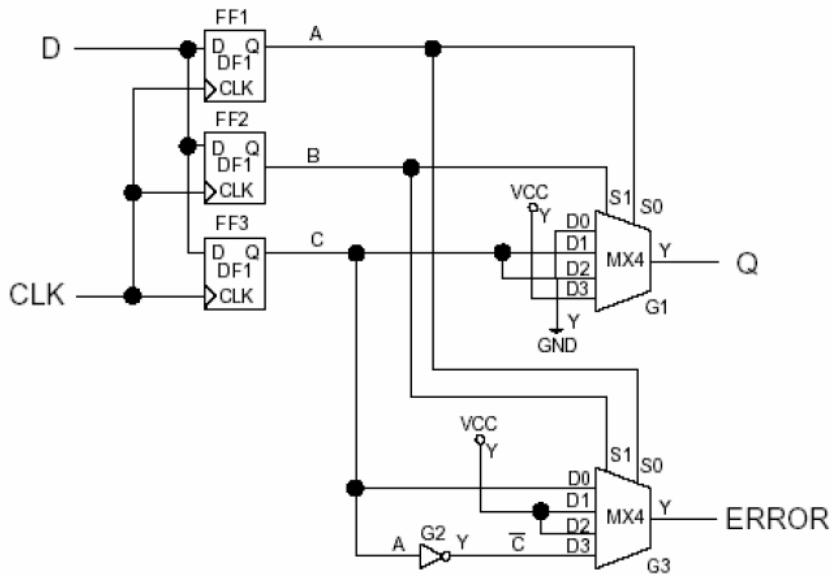 FF1
D
D Q
DF1
CLK
A
FF2
D Q
DF1
CLK
B
FF3
D Q
DF1
CLK
C
CLK
VCC
Y
S1
S0
D0
D1
D2
D3
MX4
Y
Q
G1
Y
GND
VCC
Y
S1
S0
D0
D1
D2
D3
MX4
Y
ERROR
G3
A
G2
Y
C̅